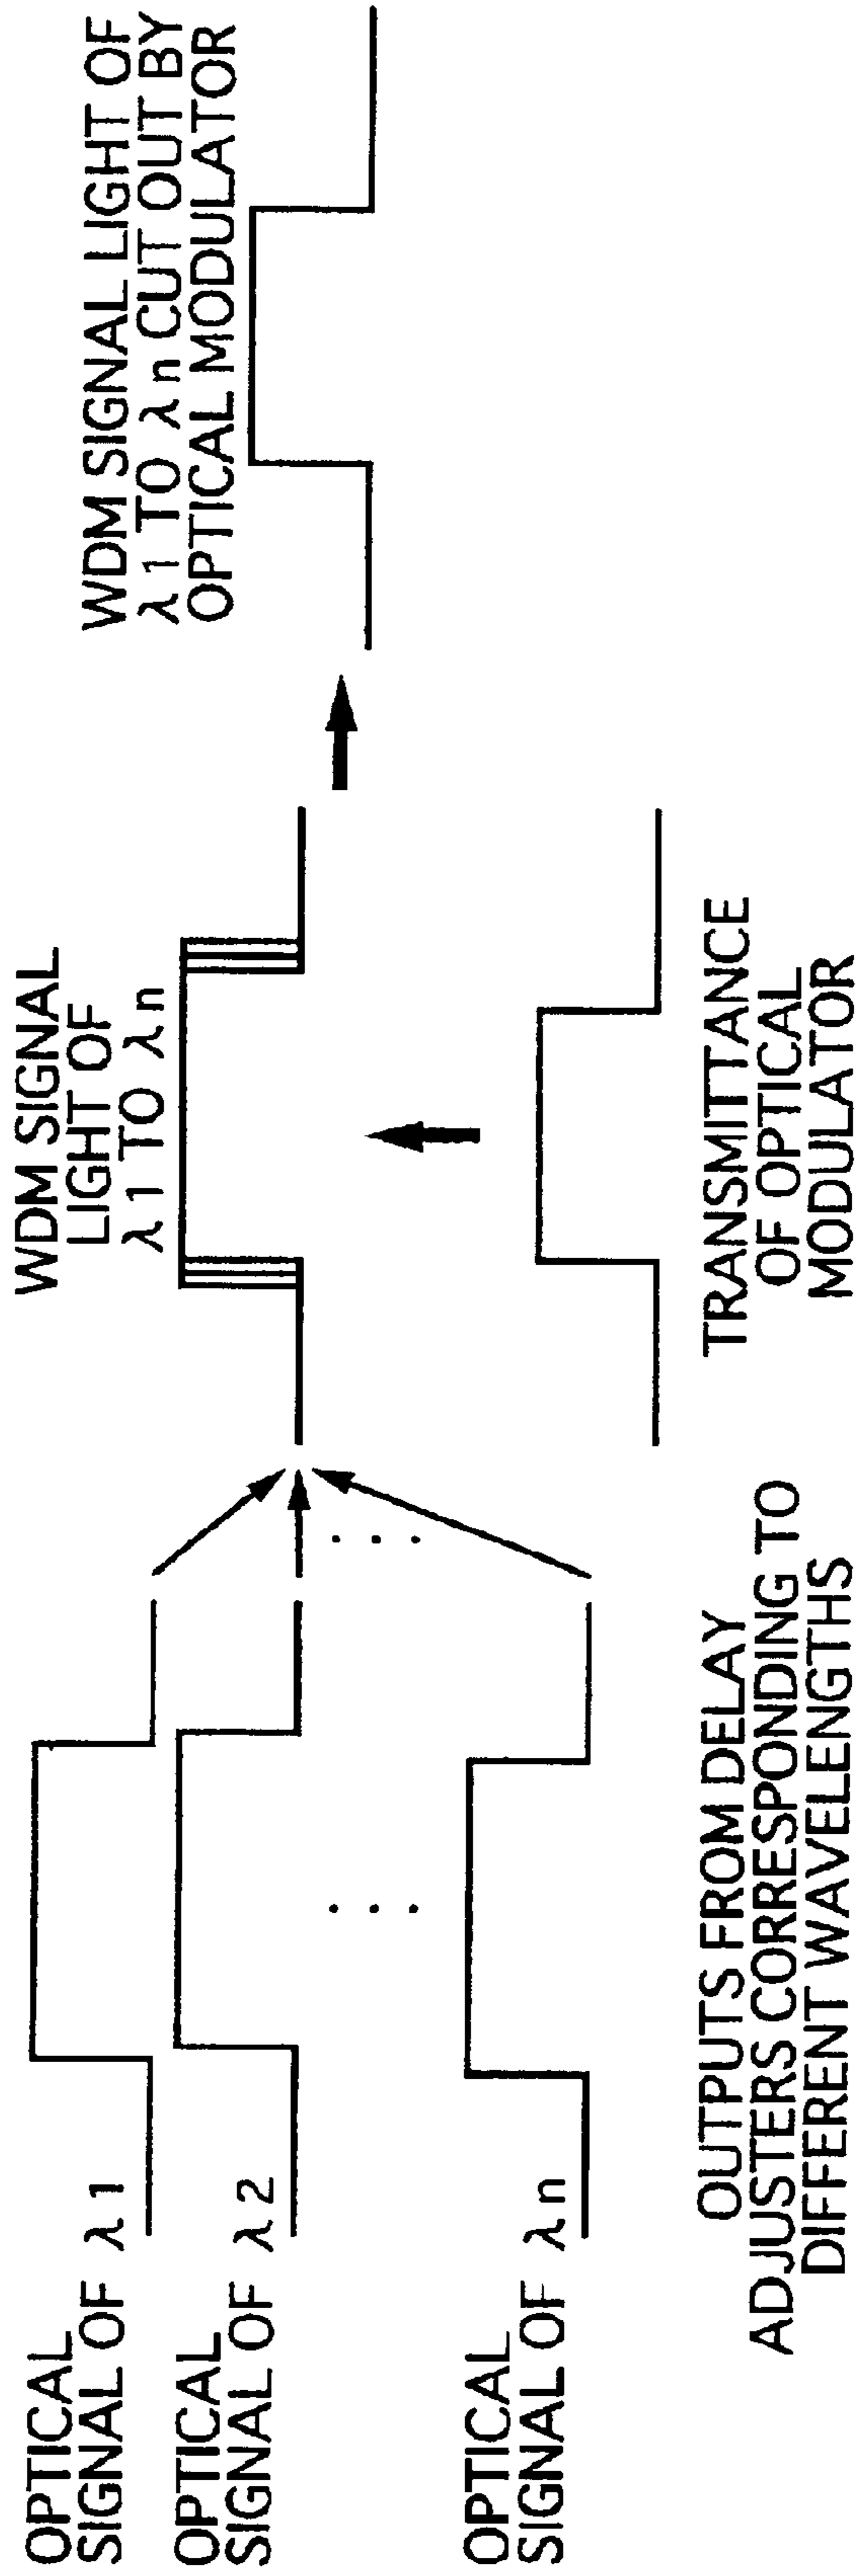 OPTICAL
SIGNAL OF λ1
OPTICAL
SIGNAL OF λ2
OPTICAL
SIGNAL OF λn
OUTPUTS FROM DELAY
ADJUSTERS CORRESPONDING TO
DIFFERENT WAVELENGTHS
WDM SIGNAL
LIGHT OF
λ1 TO λn
TRANSMITTANCE
OF OPTICAL
MODULATOR
WDM SIGNAL LIGHT OF
λ1 TO λn CUT OUT BY
OPTICAL MODULATOR